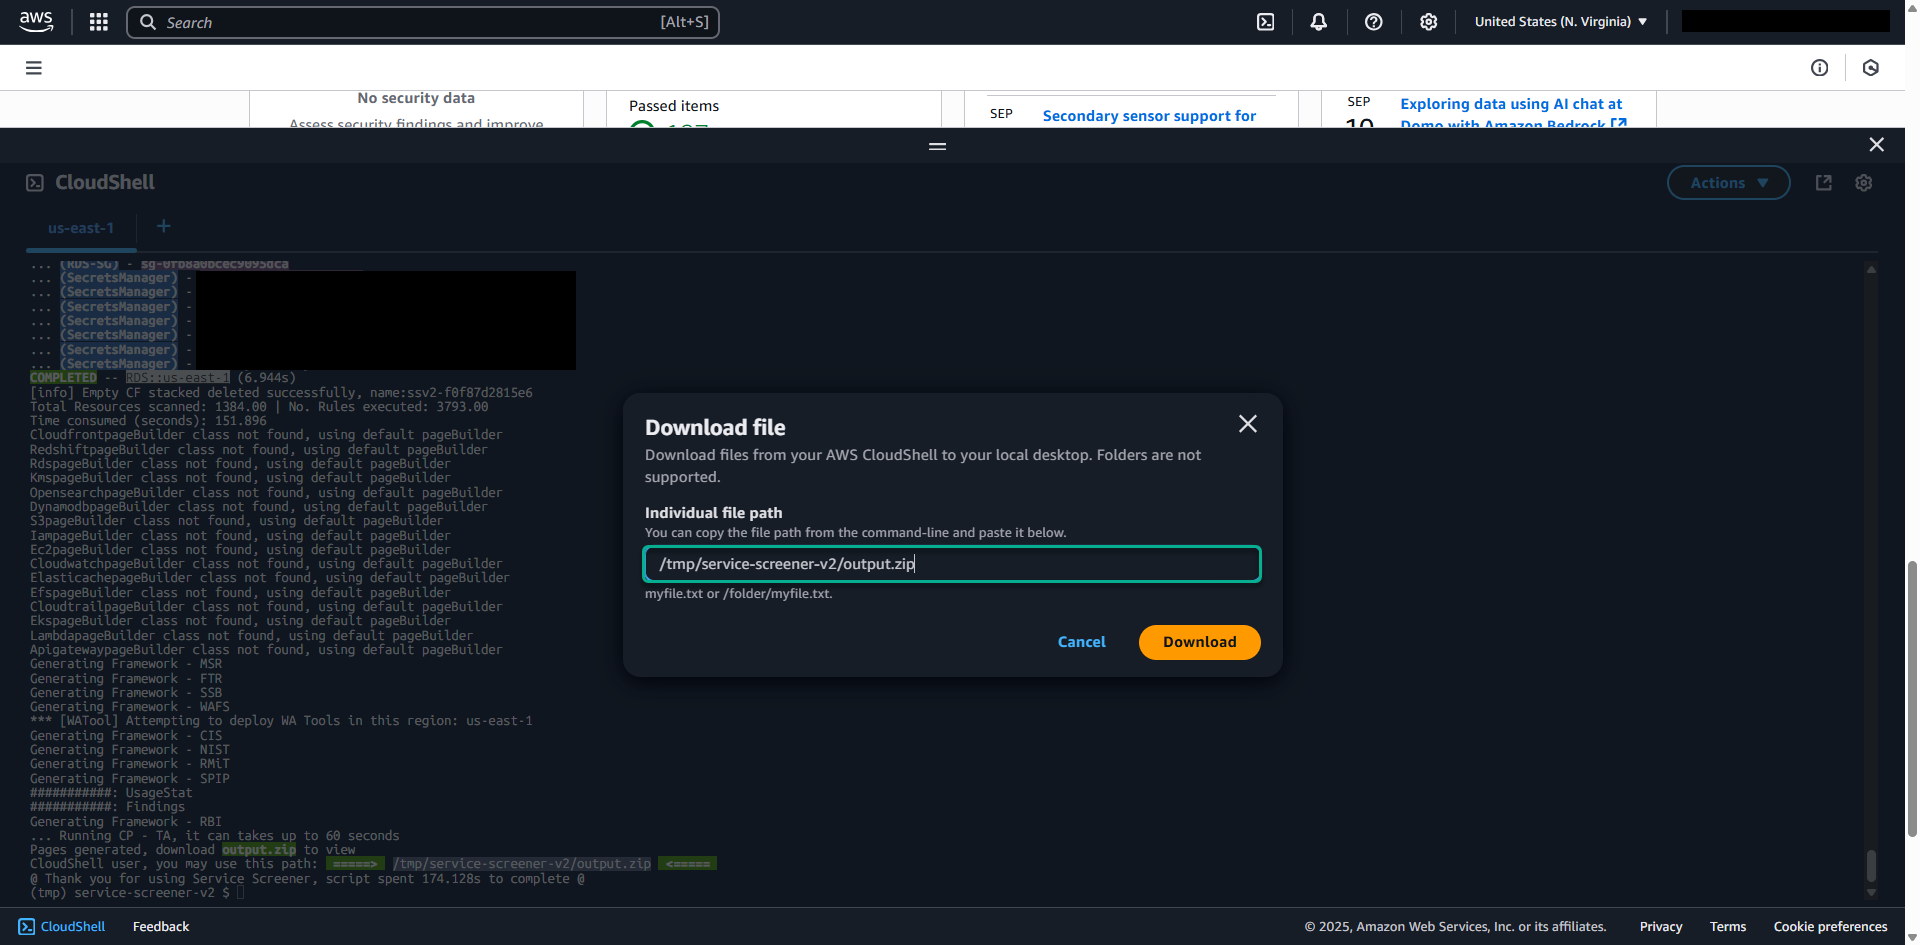 aws
Search
[Alt+S]
United States (N. Virginia)
No security data
Assess security findings and improve
Passed items
SEP
Secondary sensor support for
SEP
10
Exploring data using AI chat at
Domo with Amazon Bedrock
CloudShell
Actions
us-east-1
+
... (RDS-SG) - sg-0fb8a0bcec9095dca
... (SecretsManager) -
... (SecretsManager) -
... (SecretsManager) -
... (SecretsManager) -
... (SecretsManager) -
... (SecretsManager) -
... (SecretsManager) -
COMPLETED -- RDS::us-east-1 (6.944s)
[info] Empty CF stacked deleted successfully, name:ssv2-f0f87d2815e6
Total Resources scanned: 1384.00 | No. Rules executed: 3793.00
Time consumed (seconds): 151.896
CloudfrontpageBuilder class not found, using default pageBuilder
RedshiftpageBuilder class not found, using default pageBuilder
RdspageBuilder class not found, using default pageBuilder
KmspageBuilder class not found, using default pageBuilder
OpensearchpageBuilder class not found, using default pageBuilder
DynamodbpageBuilder class not found, using default pageBuilder
S3pageBuilder class not found, using default pageBuilder
IampageBuilder class not found, using default pageBuilder
Ec2pageBuilder class not found, using default pageBuilder
CloudwatchpageBuilder class not found, using default pageBuilder
ElasticachepageBuilder class not found, using default pageBuilder
EfspageBuilder class not found, using default pageBuilder
CloudtrailpageBuilder class not found, using default pageBuilder
EkspageBuilder class not found, using default pageBuilder
LambdapageBuilder class not found, using default pageBuilder
ApigatewaypageBuilder class not found, using default pageBuilder
Generating Framework - MSR
Generating Framework - FTR
Generating Framework - SSB
Generating Framework - WAFS
*** [WATool] Attempting to deploy WA Tools in this region: us-east-1
Generating Framework - CIS
Generating Framework - NIST
Generating Framework - RMiT
Generating Framework - SPIP
###########: UsageStat
###########: Findings
Generating Framework - RBI
... Running CP - TA, it can takes up to 60 seconds
Pages generated, download output.zip to view
CloudShell user, you may use this path: =====> /tmp/service-screener-v2/output.zip <=====
@ Thank you for using Service Screener, script spent 174.128s to complete @
(tmp) service-screener-v2 $
Download file
Download files from your AWS CloudShell to your local desktop. Folders are not
supported.
Individual file path
You can copy the file path from the command-line and paste it below.
/tmp/service-screener-v2/output.zip
myfile.txt or /folder/myfile.txt.
Cancel
Download
CloudShell
Feedback
© 2025, Amazon Web Services, Inc. or its affiliates.
Privacy
Terms
Cookie preferences